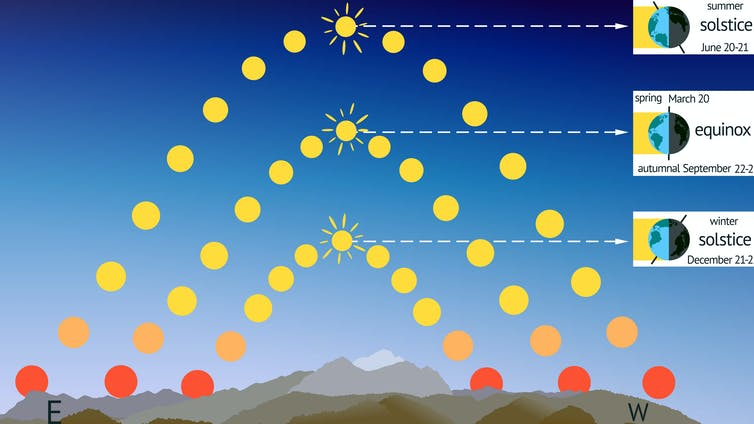 summer
solstice
June 20-21
spring March 20
equinox
autumnal September 22-2
winter
solstice
December 21-2
E
W